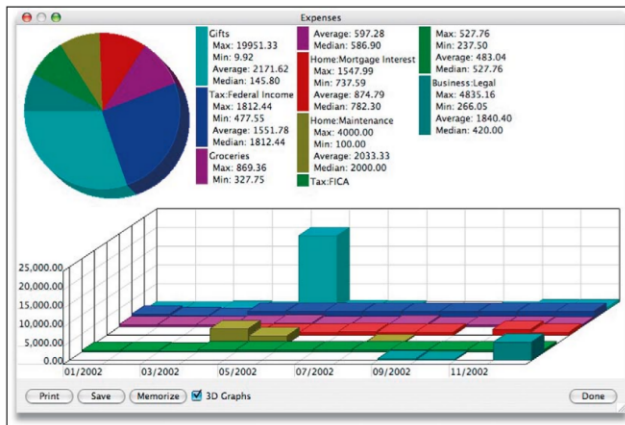 Expenses
Gifts
Max: 19951.33
Min: 9.92
Average: 2171.62
Median: 145.80
Tax:Federal Income
Max: 1812.44
Min: 477.55
Average: 1551.78
Median: 1812.44
Groceries
Max: 869.36
Min: 327.75
Average: 597.28
Median: 586.90
Home:Mortgage Interest
Max: 1547.99
Min: 737.59
Average: 874.79
Median: 782.30
Home:Maintenance
Max: 4000.00
Min: 100.00
Average: 2033.33
Median: 2000.00
Tax:FICA
Max: 527.76
Min: 237.50
Average: 483.04
Median: 527.76
Business:Legal
Max: 4835.16
Min: 266.05
Average: 1840.40
Median: 420.00
25,000.00
20,000.00
15,000.00
10,000.00
5,000.00
0.00
01/2002 03/2002 05/2002 07/2002 09/2002 11/2002
Print Save Memorize 3D Graphs Done